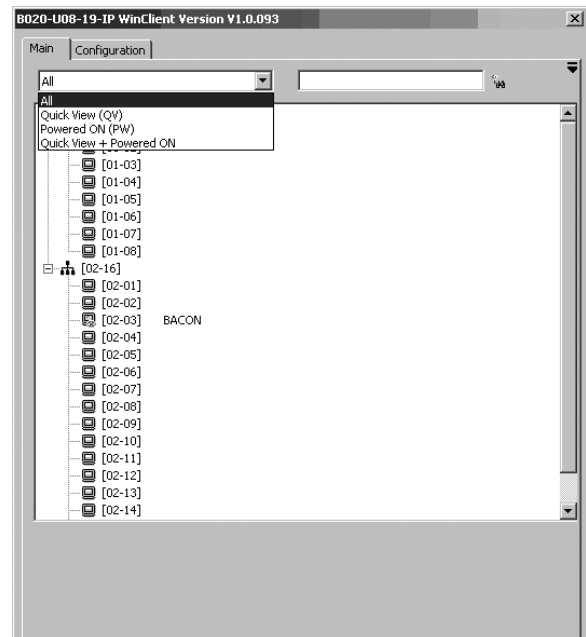 B020-U08-19-IP WinClient Version V1.0.093
Main Configuration
All
All
Quick View (QV)
Powered ON (PW)
Quick View + Powered ON
[01-03]
[01-04]
[01-05]
[01-06]
[01-07]
[01-08]
[02-16]
[02-01]
[02-02]
[02-03] BACON
[02-04]
[02-05]
[02-06]
[02-07]
[02-08]
[02-09]
[02-10]
[02-11]
[02-12]
[02-13]
[02-14]